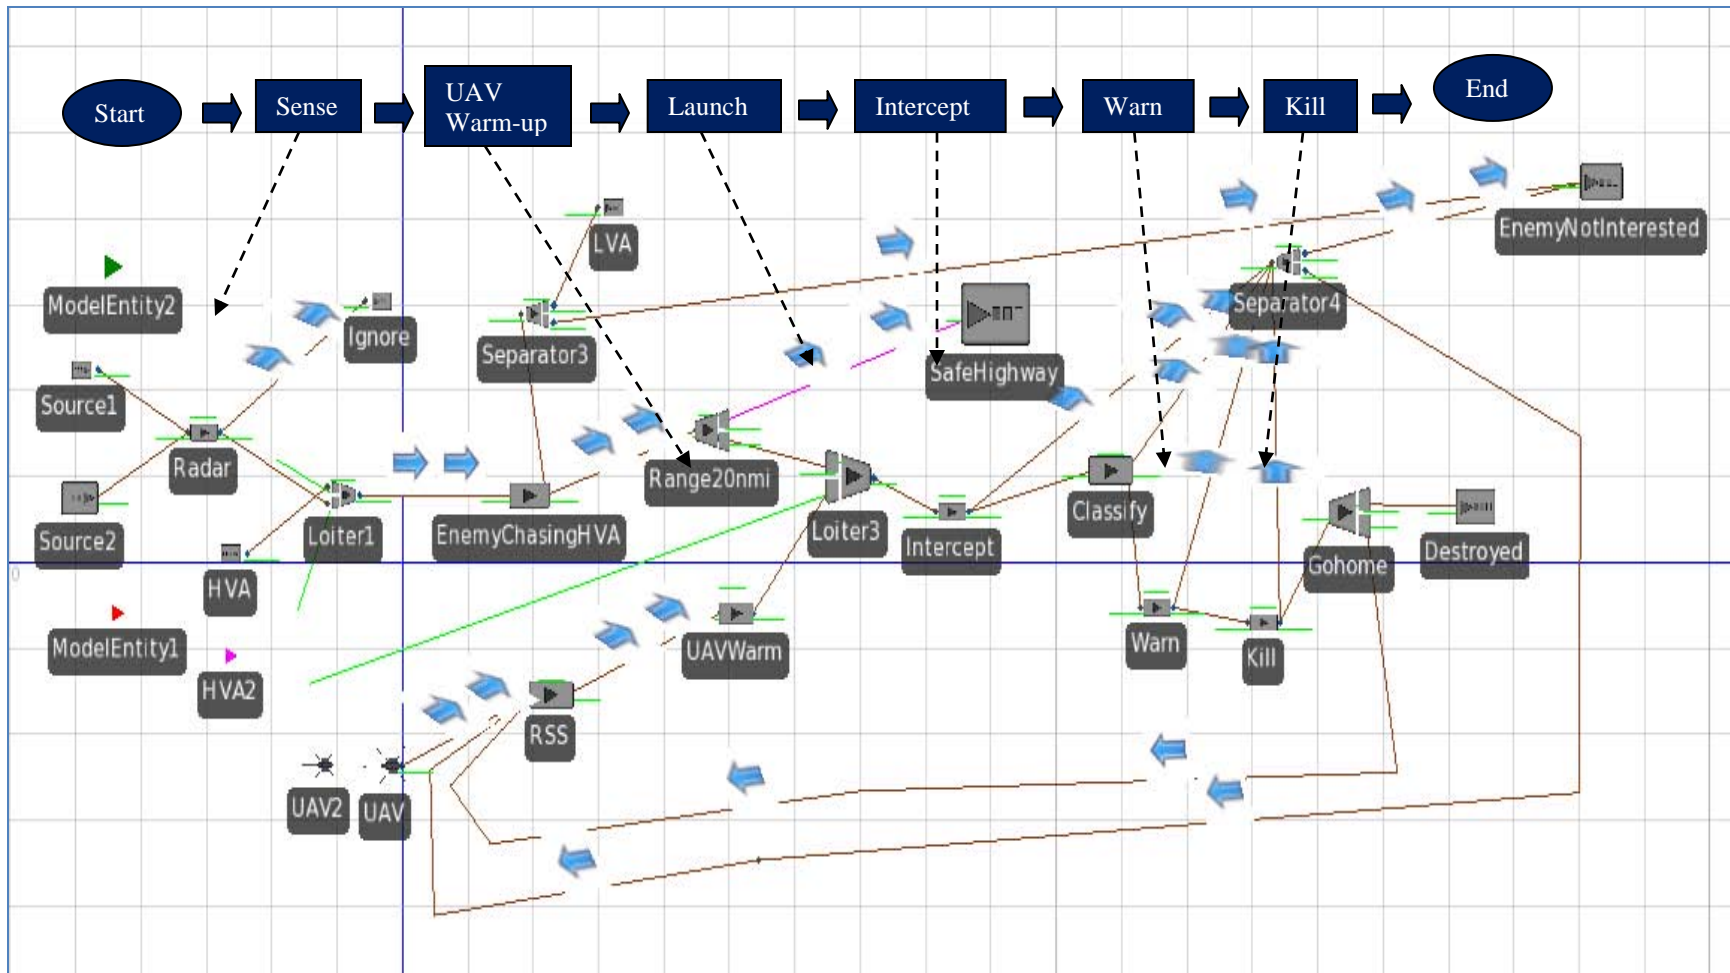 Start
Sense
UAV
Warm-up
Launch
Intercept
Warn
Kill
End
EnemyNotInterested
LVA
ModelEntity2
Ignore
Separator3
Separator4
SafeHighway
Source1
Radar
Range20nmi
Source2
Loiter1
EnemyChasingHVA
Loiter3
Intercept
Classify
Gohome
Destroyed
0
HVA
ModelEntity1
HVA2
UAVWarm
Warn
Kill
RSS
UAV2
UAV